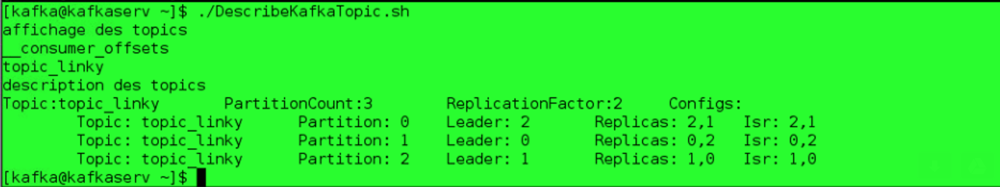 [kafka@kafkaserv ~]$ ./DescribeKafkaTopic.sh
affichage des topics
__consumer_offsets
topic_linky
description des topics
Topic:topic_linky	PartitionCount:3	ReplicationFactor:2	Configs:
	Topic: topic_linky	Partition: 0	Leader: 2	Replicas: 2,1	Isr: 2,1
	Topic: topic_linky	Partition: 1	Leader: 0	Replicas: 0,2	Isr: 0,2
	Topic: topic_linky	Partition: 2	Leader: 1	Replicas: 1,0	Isr: 1,0
[kafka@kafkaserv ~]$